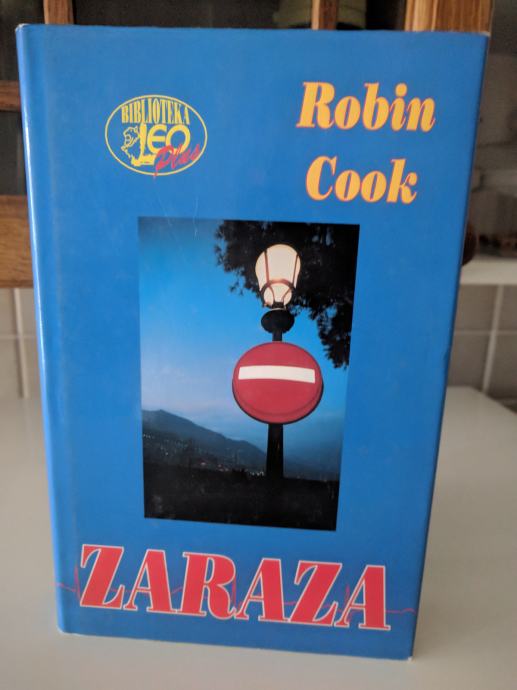 BIBLIOTEKA
LEO
Plus
Robin
Cook
ZARAZA